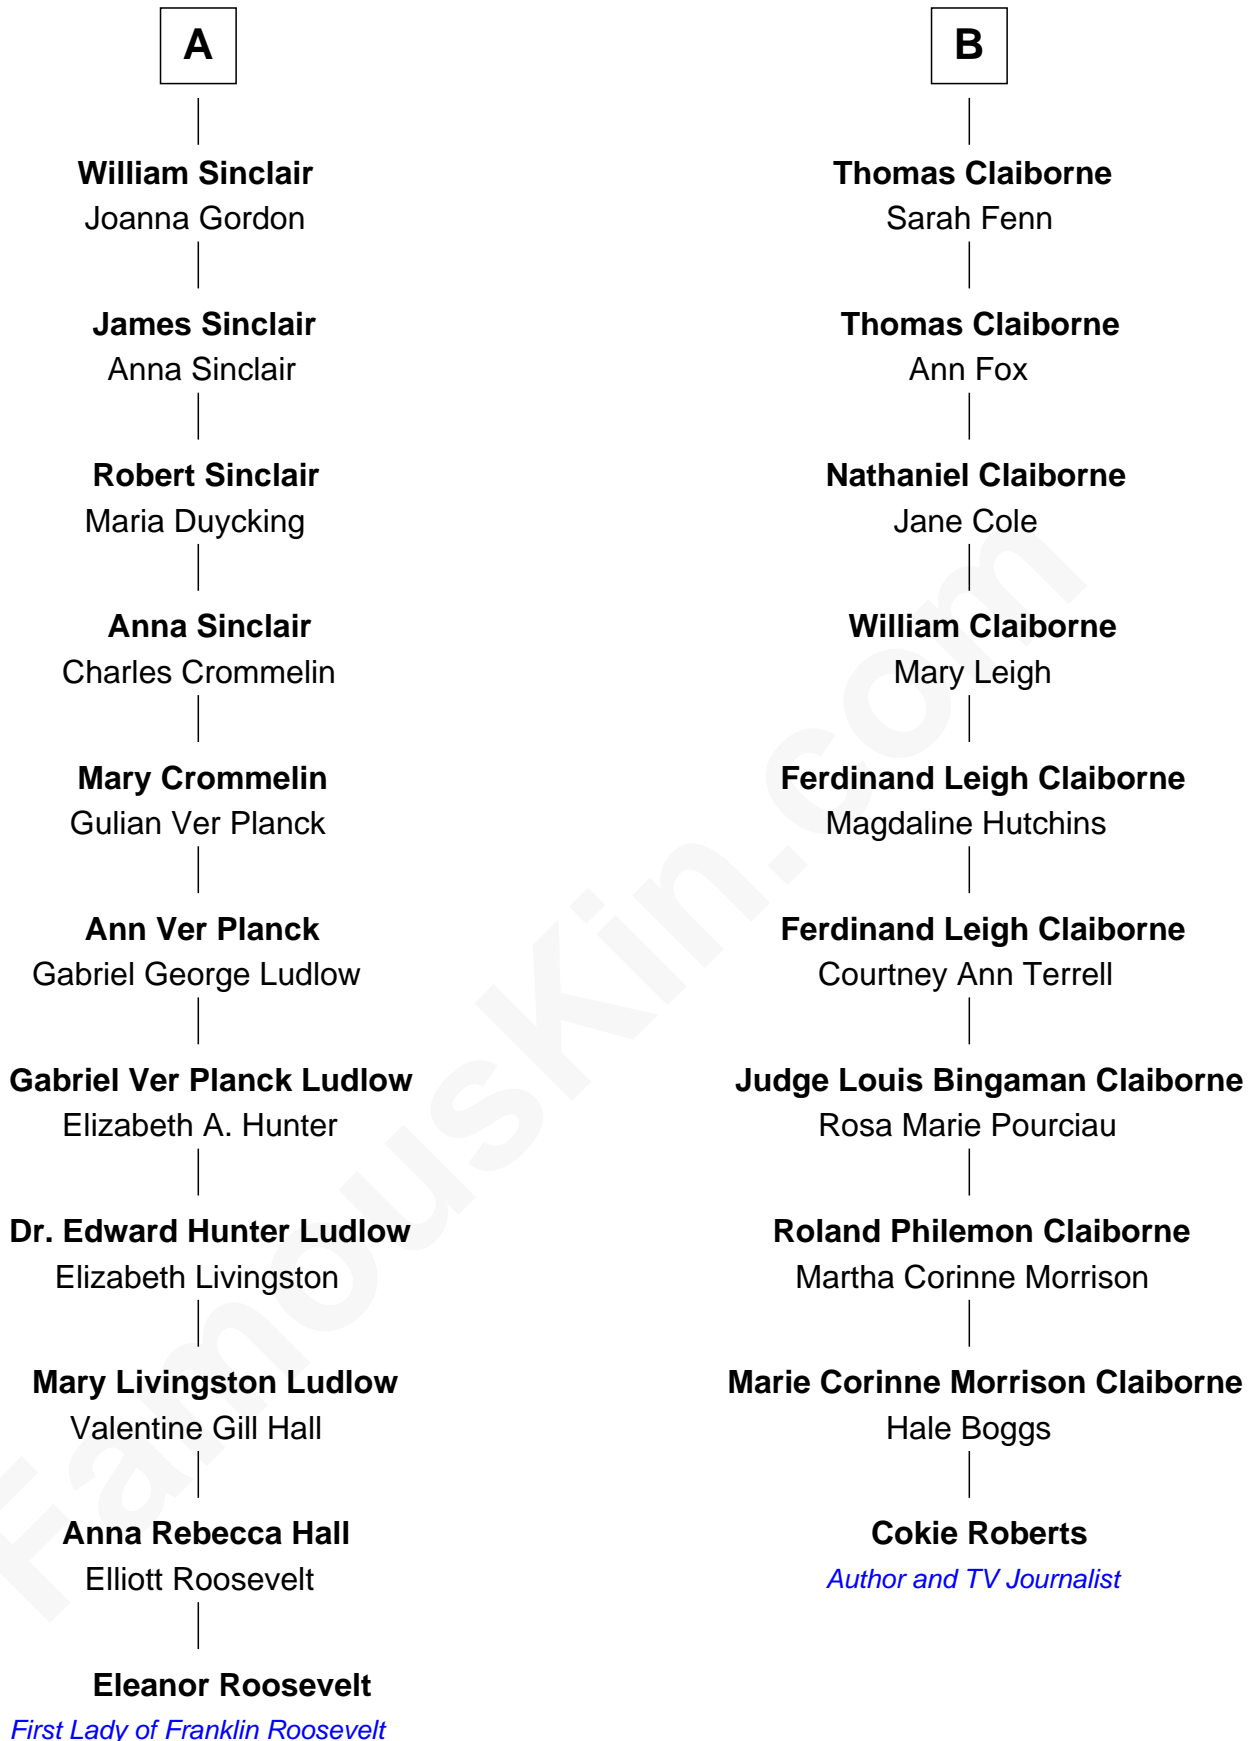 A
William Sinclair
Joanna Gordon
James Sinclair
Anna Sinclair
Robert Sinclair
Maria Duycking
Anna Sinclair
Charles Crommelin
Mary Crommelin
Gulian Ver Planck
Ann Ver Planck
Gabriel George Ludlow
Gabriel Ver Planck Ludlow
Elizabeth A. Hunter
Dr. Edward Hunter Ludlow
Elizabeth Livingston
Mary Livingston Ludlow
Valentine Gill Hall
Anna Rebecca Hall
Elliott Roosevelt
Eleanor Roosevelt
First Lady of Franklin Roosevelt
B
Thomas Claiborne
Sarah Fenn
Thomas Claiborne
Ann Fox
Nathaniel Claiborne
Jane Cole
William Claiborne
Mary Leigh
Ferdinand Leigh Claiborne
Magdaline Hutchins
Ferdinand Leigh Claiborne
Courtney Ann Terrell
Judge Louis Bingaman Claiborne
Rosa Marie Pourciau
Roland Philemon Claiborne
Martha Corinne Morrison
Marie Corinne Morrison Claiborne
Hale Boggs
Cokie Roberts
Author and TV Journalist
FamousKin.com